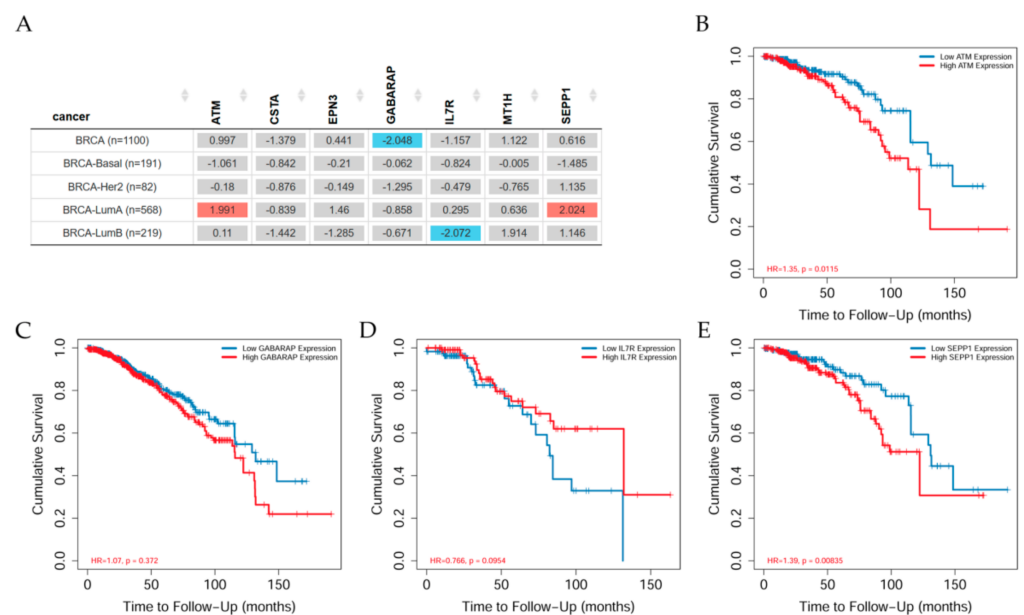 A
cancer ATM CSTA EPN3 GABARAP IL7R MT1H SEPP1
BRCA (n=1100) 0.997 -1.379 0.441 -2.048 -1.157 1.122 0.616
BRCA-Basal (n=191) -1.061 -0.842 -0.21 -0.062 -0.824 -0.005 -1.485
BRCA-Her2 (n=82) -0.18 -0.876 -0.149 -1.295 -0.479 -0.765 1.135
BRCA-LumA (n=568) 1.991 -0.839 1.46 -0.858 0.295 0.636 2.024
BRCA-LumB (n=219) 0.11 -1.442 -1.285 -0.671 -2.072 1.914 1.146
B
Low ATM Expression
High ATM Expression
Cumulative Survival
1.0
0.8
0.6
0.4
0.2
0.0
HR=1.35, p = 0.0115
0 50 100 150
Time to Follow-Up (months)
C
Low GABARAP Expression
High GABARAP Expression
Cumulative Survival
1.0
0.8
0.6
0.4
0.2
0.0
HR=1.07, p = 0.372
0 50 100 150
Time to Follow-Up (months)
D
Low IL7R Expression
High IL7R Expression
Cumulative Survival
1.0
0.8
0.6
0.4
0.2
0.0
HR=0.766, p = 0.0954
0 50 100 150
Time to Follow-Up (months)
E
Low SEPP1 Expression
High SEPP1 Expression
Cumulative Survival
1.0
0.8
0.6
0.4
0.2
0.0
HR=1.39, p = 0.00835
0 50 100 150
Time to Follow-Up (months)